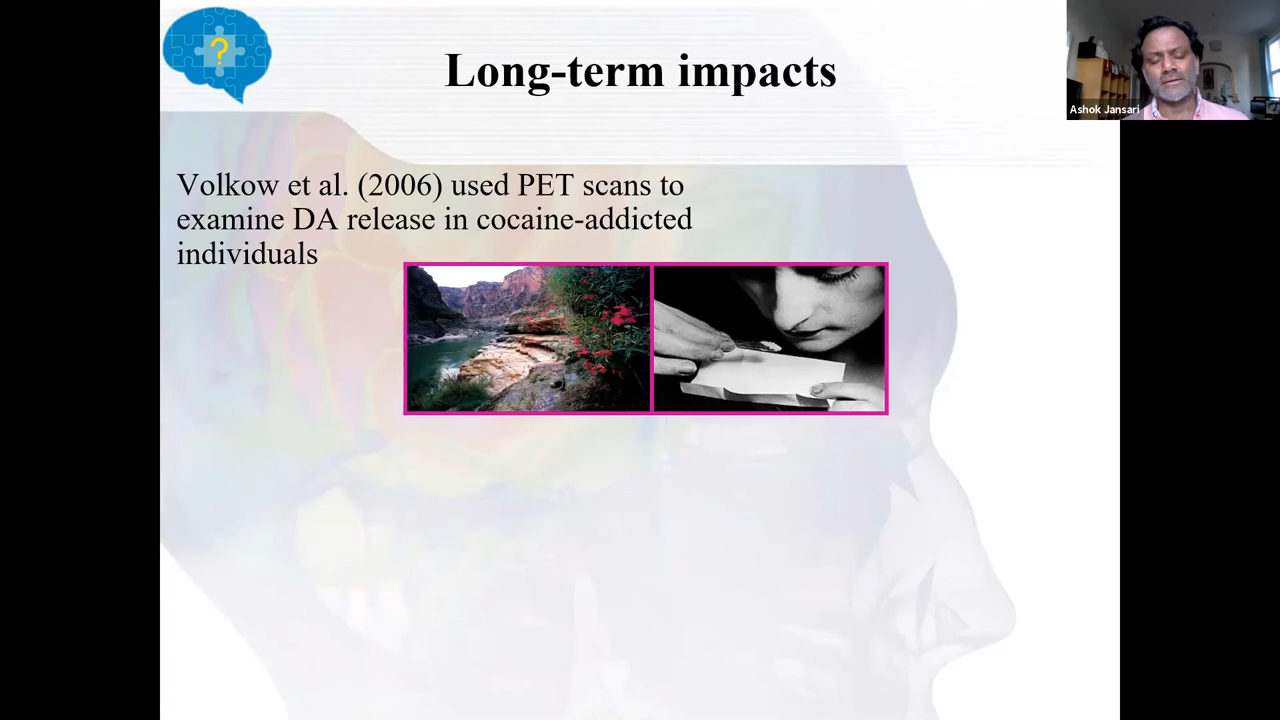 ?
Long-term impacts
Ashok Jansari
Volkow et al. (2006) used PET scans to
examine DA release in cocaine-addicted
individuals